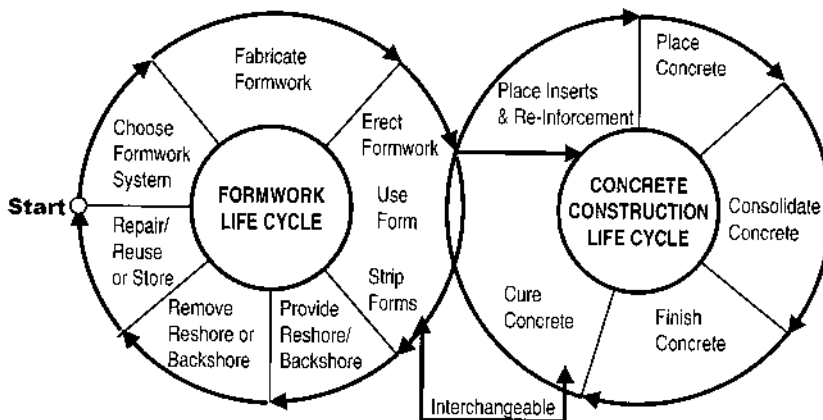 Fabricate
Formwork
Choose
Formwork
System
Erect
Formwork
Start
FORMWORK
LIFE CYCLE
Use
Form
Repair/
Reuse
or Store
Strip
Forms
Remove
Reshore or
Backshore
Provide
Reshore/
Backshore
Place
Concrete
Place Inserts
& Re-Inforcement
CONCRETE
CONSTRUCTION
LIFE CYCLE
Consolidate
Concrete
Cure
Concrete
Finish
Concrete
Interchangeable